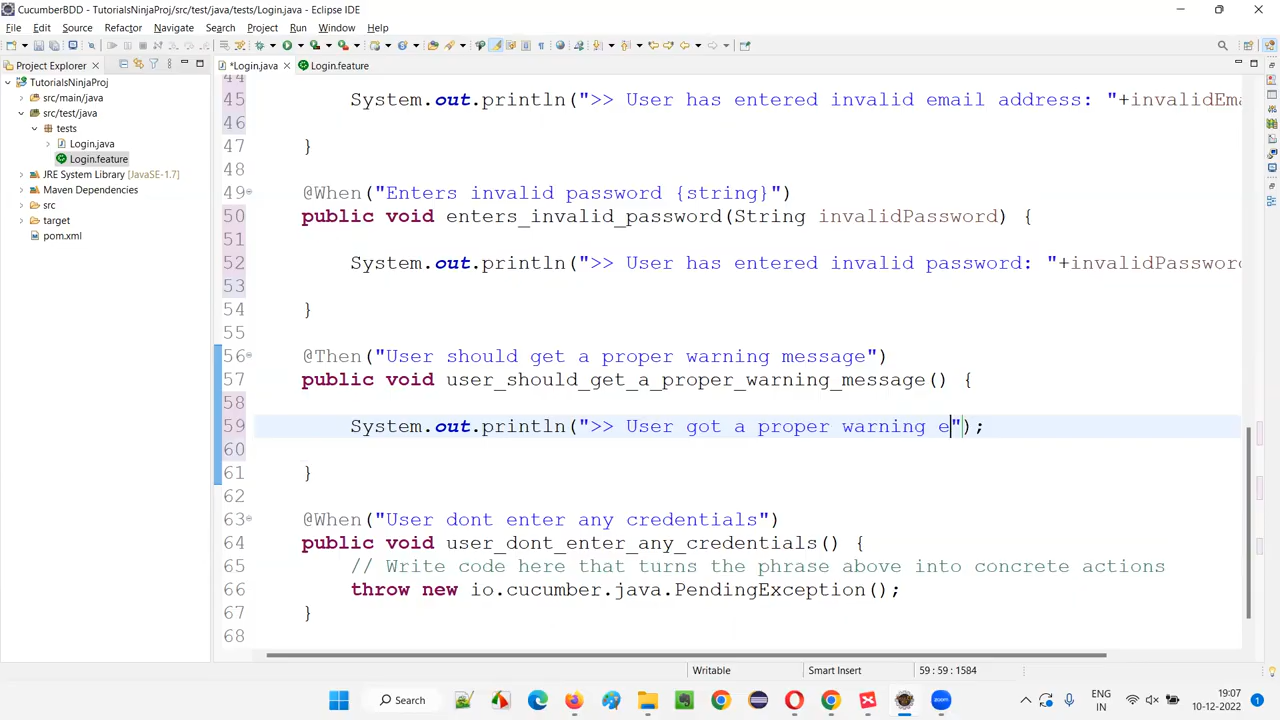 CucumberBDD - TutorialsNinjaProj/src/test/java/tests/Login.java - Eclipse IDE
File Edit Source Refactor Navigate Search Project Run Window Help
Project Explorer
*Login.java
Login.feature
TutorialsNinjaProj
src/main/java
src/test/java
tests
Login.java
Login.feature
JRE System Library [JavaSE-1.7]
Maven Dependencies
src
target
pom.xml
44
45 System.out.println(">> User has entered invalid email address: "+invalidEma
46
47 }
48
49 @When("Enters invalid password {string}")
50 public void enters_invalid_password(String invalidPassword) {
51
52 System.out.println(">> User has entered invalid password: "+invalidPassword
53
54 }
55
56 @Then("User should get a proper warning message")
57 public void user_should_get_a_proper_warning_message() {
58
59 System.out.println(">> User got a proper warning e");
60
61 }
62
63 @When("User dont enter any credentials")
64 public void user_dont_enter_any_credentials() {
65 // Write code here that turns the phrase above into concrete actions
66 throw new io.cucumber.java.PendingException();
67 }
68
Writable Smart Insert 59 : 59 : 1584
Search
zoom
ENG
IN
19:07
10-12-2022
1